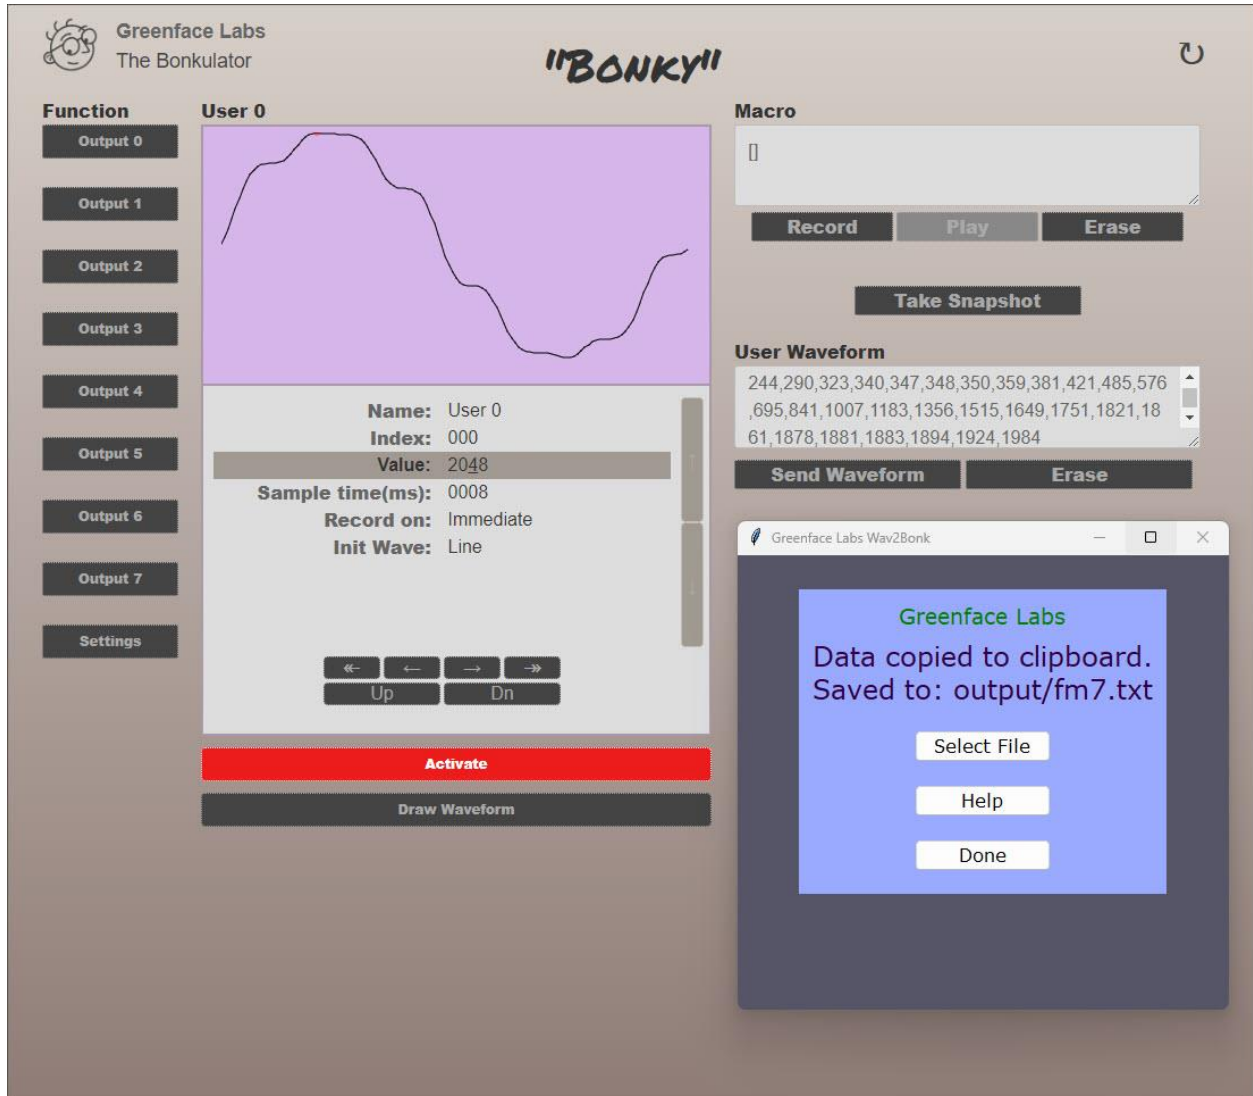 Greenface Labs
The Bonkulator
"BONKY"
↻
Function
Output 0
Output 1
Output 2
Output 3
Output 4
Output 5
Output 6
Output 7
Settings
User 0
Name: User 0
Index: 000
Value: 2048
Sample time(ms): 0008
Record on: Immediate
Init Wave: Line
↑
↓
↞ ← → ↠
Up Dn
Activate
Draw Waveform
Macro
[]
Record Play Erase
Take Snapshot
User Waveform
244,290,323,340,347,348,350,359,381,421,485,576
,695,841,1007,1183,1356,1515,1649,1751,1821,18
61,1878,1881,1883,1894,1924,1984
Send Waveform Erase
Greenface Labs Wav2Bonk
Greenface Labs
Data copied to clipboard.
Saved to: output/fm7.txt
Select File
Help
Done